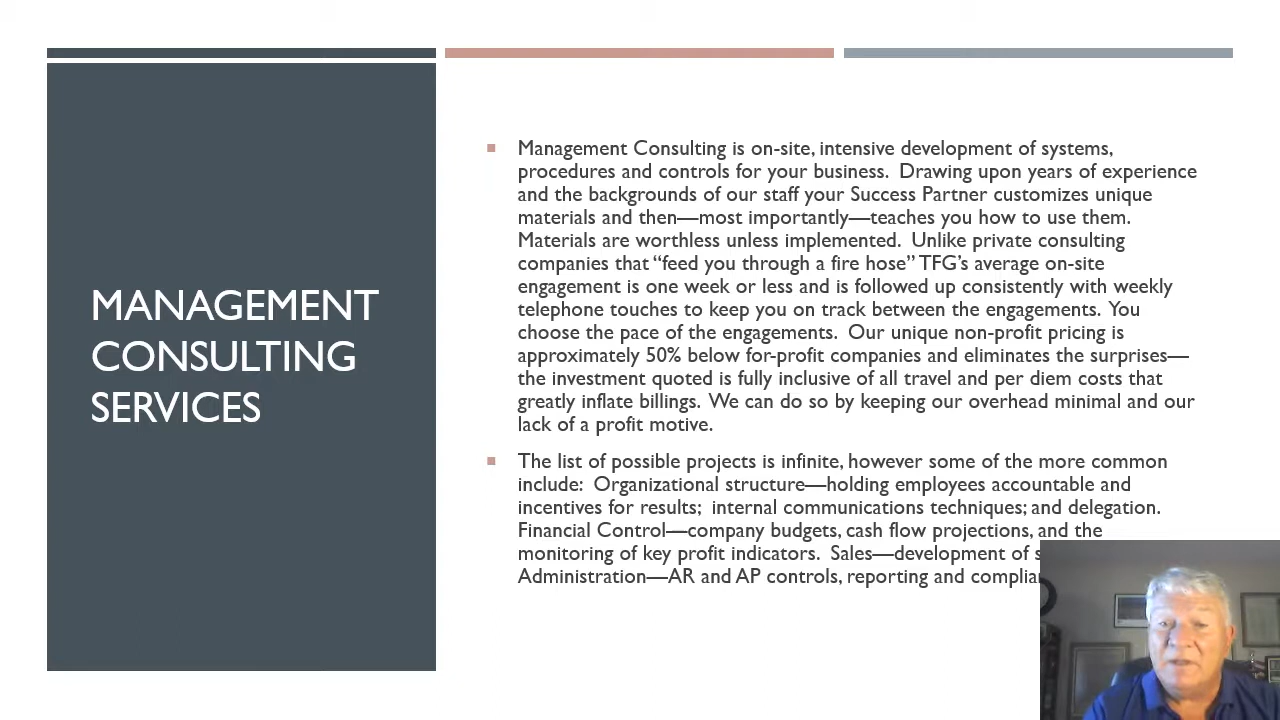 MANAGEMENT
CONSULTING
SERVICES
Management Consulting is on-site, intensive development of systems,
procedures and controls for your business. Drawing upon years of experience
and the backgrounds of our staff your Success Partner customizes unique
materials and then—most importantly—teaches you how to use them.
Materials are worthless unless implemented. Unlike private consulting
companies that “feed you through a fire hose” TFG’s average on-site
engagement is one week or less and is followed up consistently with weekly
telephone touches to keep you on track between the engagements. You
choose the pace of the engagements. Our unique non-profit pricing is
approximately 50% below for-profit companies and eliminates the surprises—
the investment quoted is fully inclusive of all travel and per diem costs that
greatly inflate billings. We can do so by keeping our overhead minimal and our
lack of a profit motive.
The list of possible projects is infinite, however some of the more common
include: Organizational structure—holding employees accountable and
incentives for results; internal communications techniques; and delegation.
Financial Control—company budgets, cash flow projections, and the
monitoring of key profit indicators. Sales—development of
Administration—AR and AP controls, reporting and